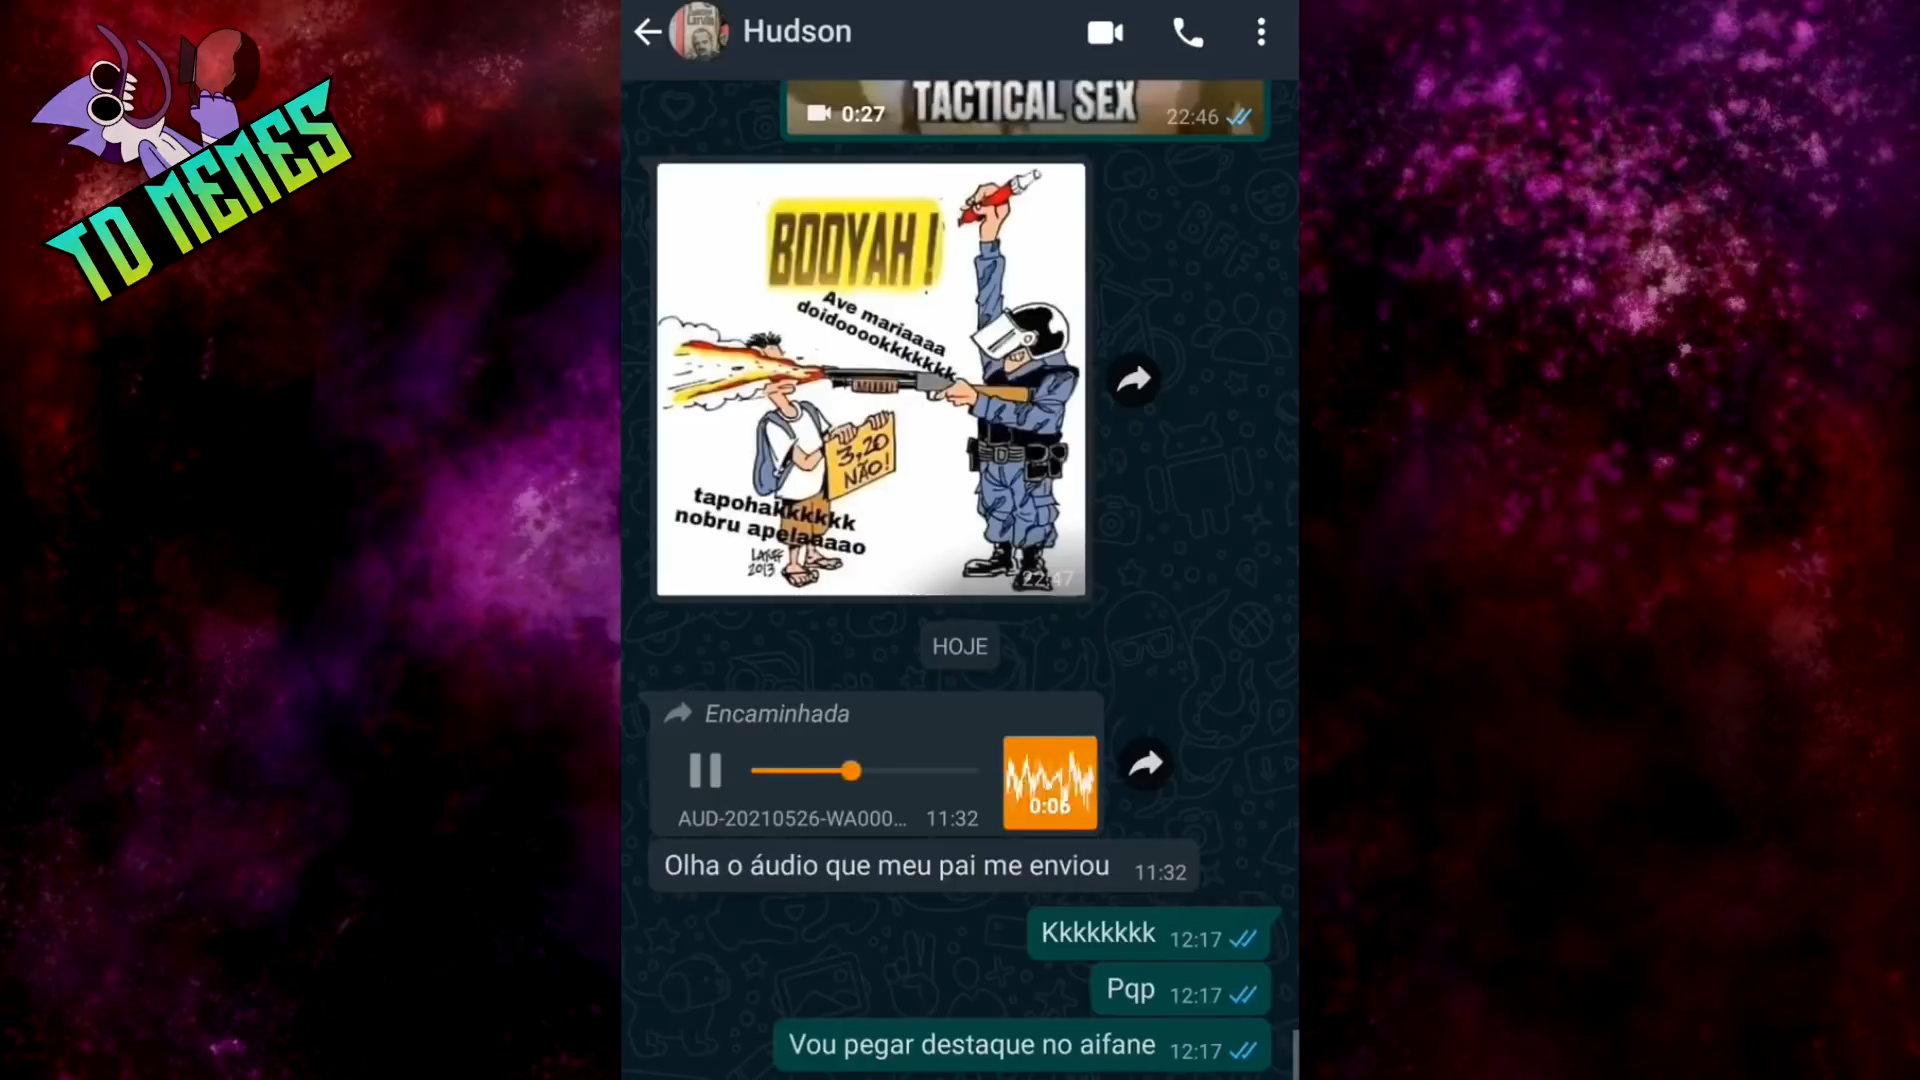 TD MEMES
Hudson
0:27
TACTICAL SEX
22:46
BOOYAH!
Ave mariaaaa
doidooookkkkkkk
3,20
NÃO!
tapohakkkkkk
nobru apelaaaao
LATUFF
2013
22:47
HOJE
Encaminhada
0:06
AUD-20210526-WA000... 11:32
Olha o áudio que meu pai me enviou 11:32
Kkkkkkkk 12:17
Pqp 12:17
Vou pegar destaque no aifane 12:17